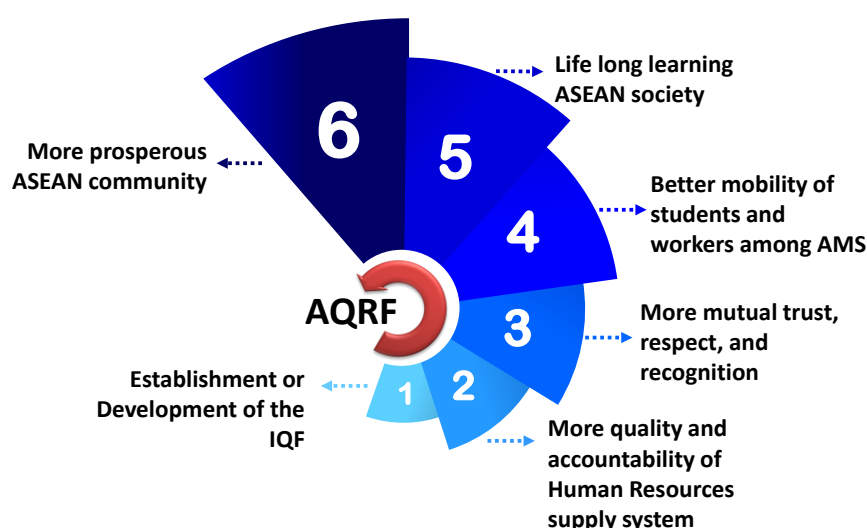 6
More prosperous
ASEAN community
5
Life long learning
ASEAN society
4
Better mobility of
students and
workers among AMS
AQRF
3
More mutual trust,
respect, and
recognition
1
Establishment or
Development of the
IQF
2
More quality and
accountability of
Human Resources
supply system